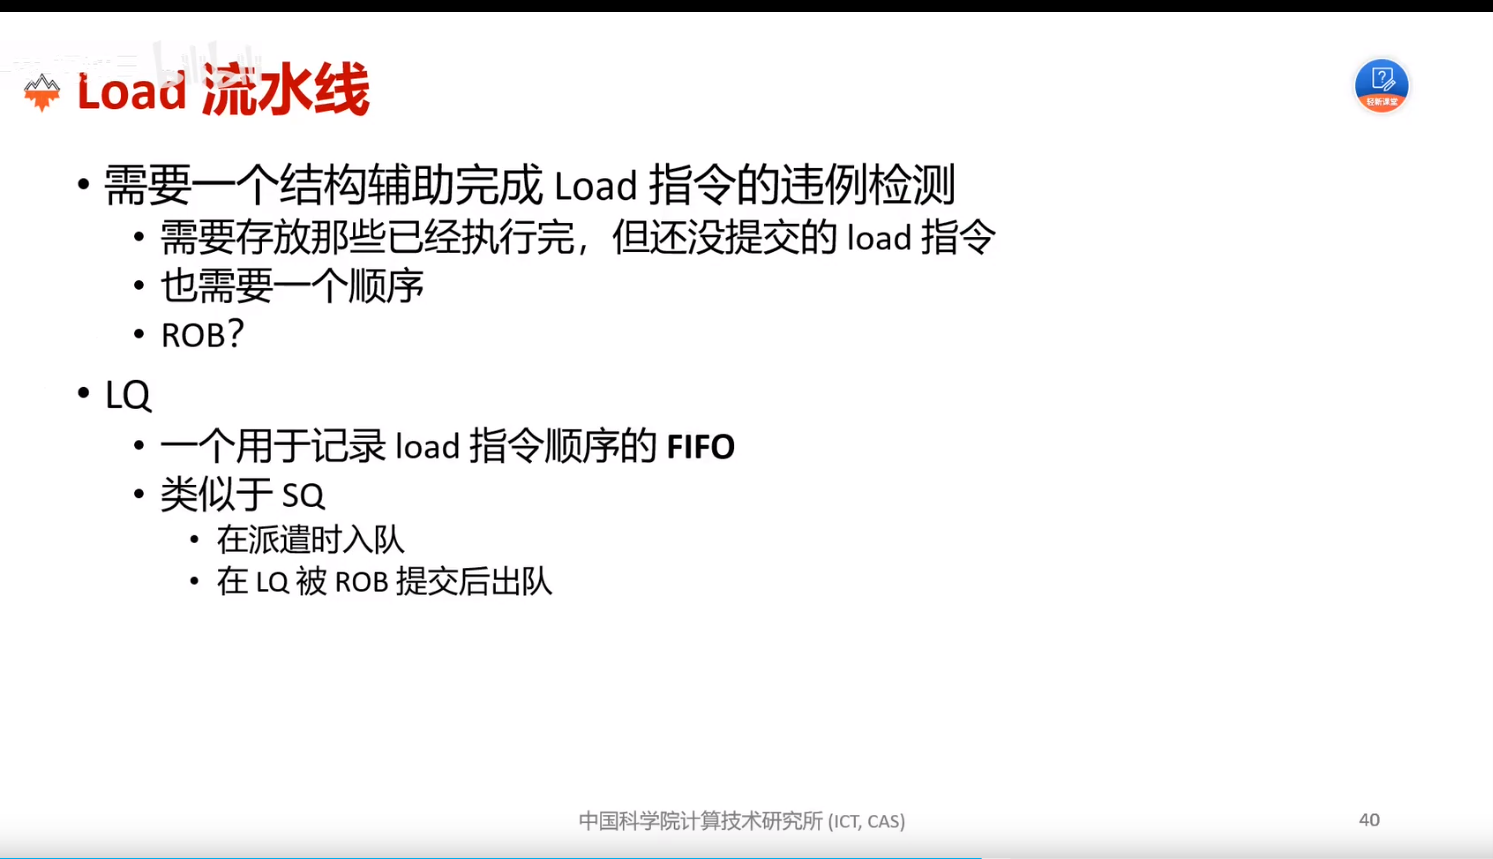 Load 流水线
轻新课堂
• 需要一个结构辅助完成 Load 指令的违例检测
• 需要存放那些已经执行完，但还没提交的 load 指令
• 也需要一个顺序
• ROB？
• LQ
• 一个用于记录 load 指令顺序的 FIFO
• 类似于 SQ
• 在派遣时入队
• 在 LQ 被 ROB 提交后出队
中国科学院计算技术研究所 (ICT, CAS)
40